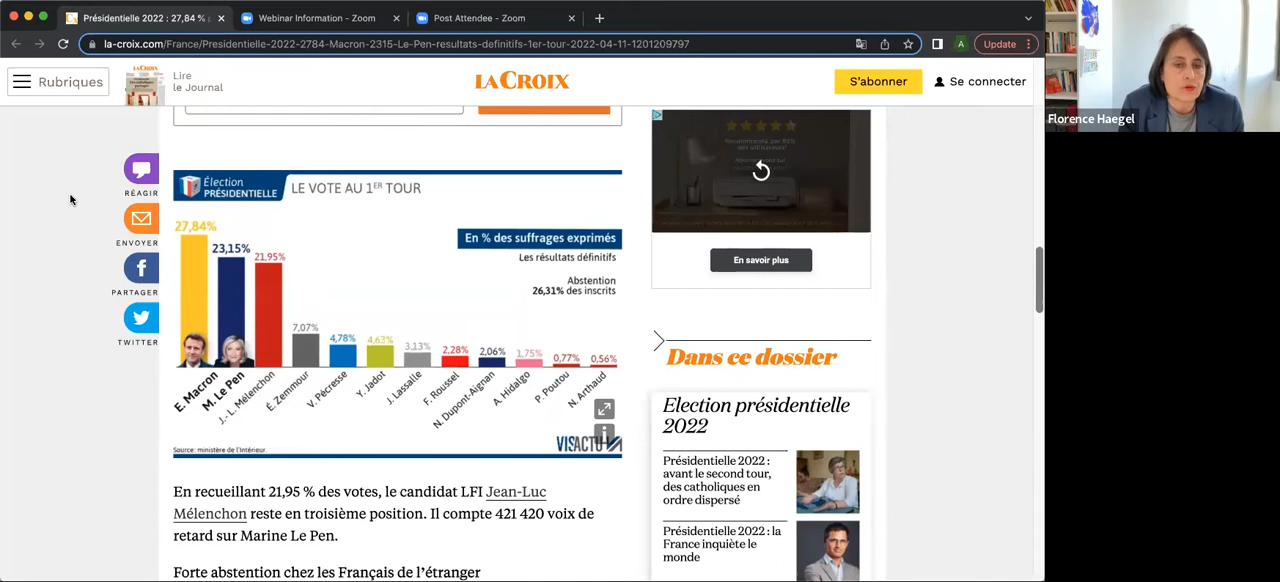 Présidentielle 2022 : 27,84 %
Webinar Information - Zoom
Post Attendee - Zoom
la-croix.com/France/Presidentielle-2022-2784-Macron-2315-Le-Pen-resultats-definitifs-1er-tour-2022-04-11-1201209797
A
Update
Rubriques
Lire
le Journal
LA CROIX
S'abonner
Se connecter
Florence Haegel
RÉAGIR
ENVOYER
PARTAGER
TWITTER
Élection
PRÉSIDENTIELLE
LE VOTE AU 1ER TOUR
En % des suffrages exprimés
Les résultats définitifs
Abstention
26,31% des inscrits
27,84%
23,15%
21,95%
7,07%
4,78%
4,63%
3,13%
2,28%
2,06%
1,75%
0,77%
0,56%
E. Macron
M. Le Pen
J.-L. Mélenchon
É. Zemmour
V. Pécresse
Y. Jadot
J. Lassalle
F. Roussel
N. Dupont-Aignan
A. Hidalgo
P. Poutou
N. Arthaud
Source: ministère de l'Intérieur.
VISACTU
En recueillant 21,95 % des votes, le candidat LFI Jean-Luc
Mélenchon reste en troisième position. Il compte 421 420 voix de
retard sur Marine Le Pen.
Forte abstention chez les Français de l'étranger
En savoir plus
Dans ce dossier
Election présidentielle
2022
Présidentielle 2022 :
avant le second tour,
des catholiques en
ordre dispersé
Présidentielle 2022 : la
France inquiète le
monde